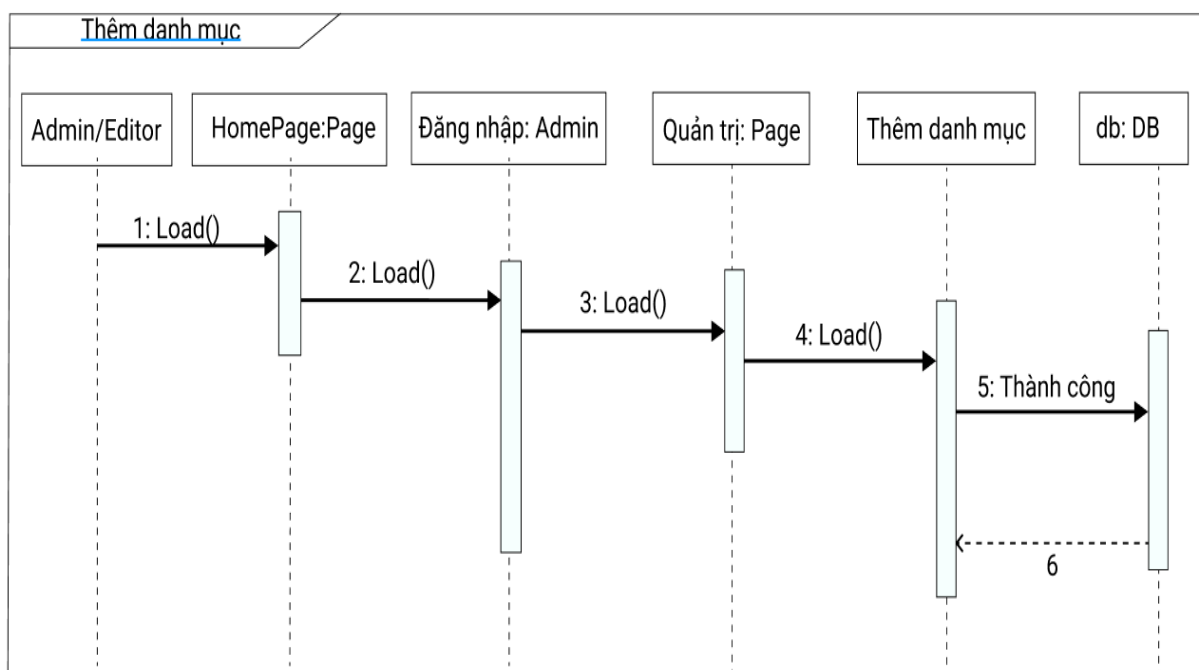 Thêm danh mục
Admin/Editor
HomePage:Page
Đăng nhập: Admin
Quản trị: Page
Thêm danh mục
db: DB
1: Load()
2: Load()
3: Load()
4: Load()
5: Thành công
6